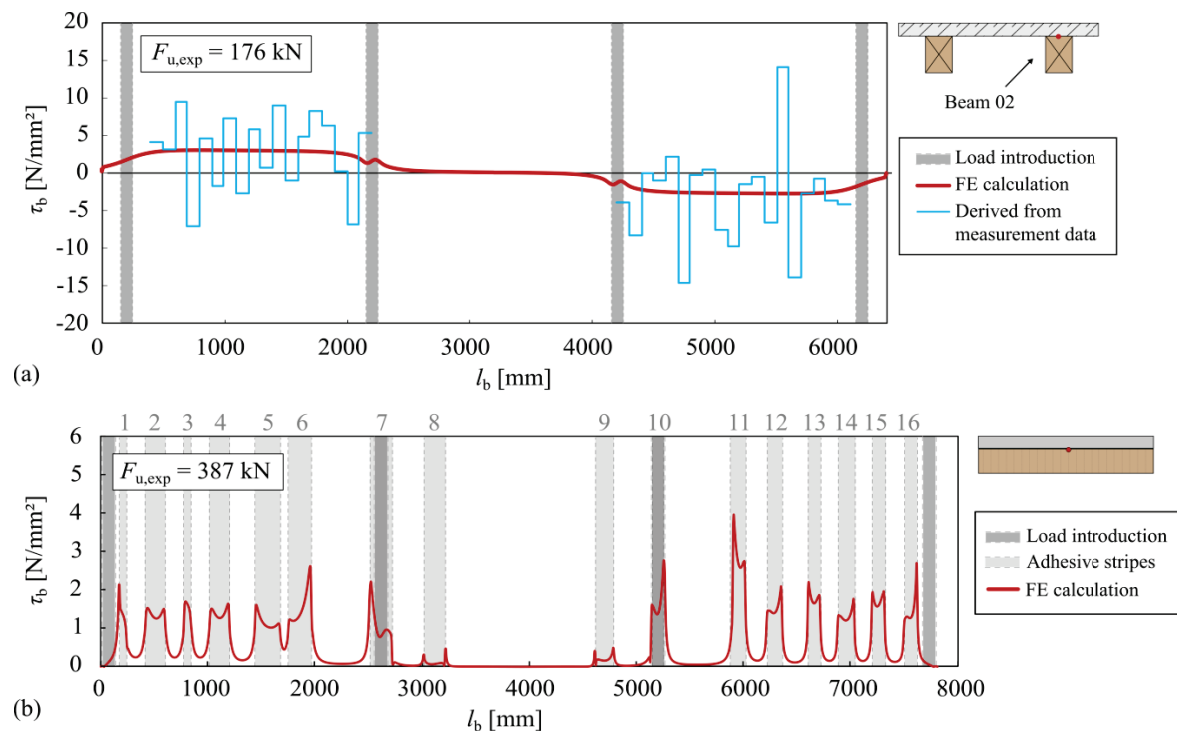 20
15
10
5
0
-5
-10
-15
-20
τb [N/mm²]
Fu,exp = 176 kN
0 1000 2000 3000 4000 5000 6000
lb [mm]
(a)
Beam 02
Load introduction
FE calculation
Derived from
measurement data
1 2 3 4 5 6 7 8 9 10 11 12 13 14 15 16
6
5
4
3
2
1
0
τb [N/mm²]
Fu,exp = 387 kN
0 1000 2000 3000 4000 5000 6000 7000 8000
lb [mm]
(b)
Load introduction
Adhesive stripes
FE calculation